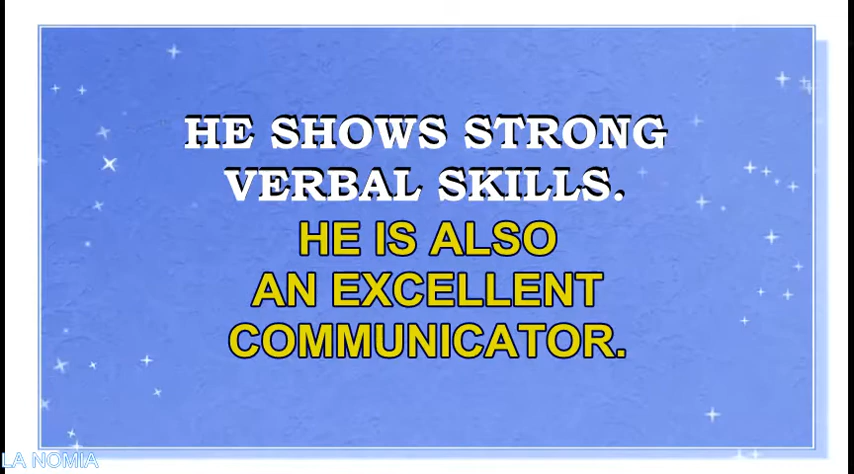 HE SHOWS STRONG
VERBAL SKILLS.
HE IS ALSO
AN EXCELLENT
COMMUNICATOR.
LA NOMIA